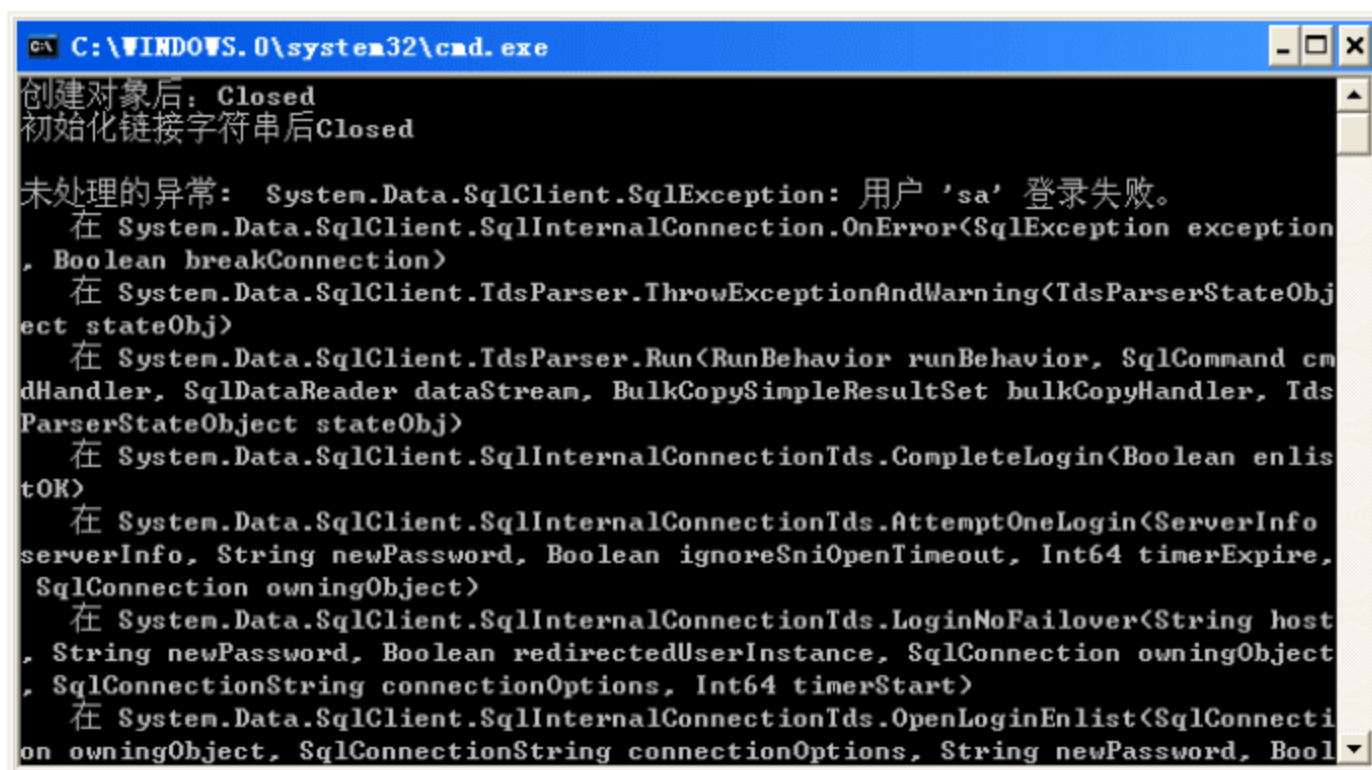 C:\WINDOWS.0\system32\cmd.exe
创建对象后：Closed
初始化链接字符串后Closed
未处理的异常:  System.Data.SqlClient.SqlException: 用户 'sa' 登录失败。
   在 System.Data.SqlClient.SqlInternalConnection.OnError(SqlException exception
, Boolean breakConnection)
   在 System.Data.SqlClient.TdsParser.ThrowExceptionAndWarning(TdsParserStateObj
ect stateObj)
   在 System.Data.SqlClient.TdsParser.Run(RunBehavior runBehavior, SqlCommand cm
dHandler, SqlDataReader dataStream, BulkCopySimpleResultSet bulkCopyHandler, Tds
ParserStateObject stateObj)
   在 System.Data.SqlClient.SqlInternalConnectionTds.CompleteLogin(Boolean enlis
tOK)
   在 System.Data.SqlClient.SqlInternalConnectionTds.AttemptOneLogin(ServerInfo
serverInfo, String newPassword, Boolean ignoreSniOpenTimeout, Int64 timerExpire,
 SqlConnection owningObject)
   在 System.Data.SqlClient.SqlInternalConnectionTds.LoginNoFailover(String host
, String newPassword, Boolean redirectedUserInstance, SqlConnection owningObject
, SqlConnectionString connectionOptions, Int64 timerStart)
   在 System.Data.SqlClient.SqlInternalConnectionTds.OpenLoginEnlist(SqlConnecti
on owningObject, SqlConnectionString connectionOptions, String newPassword, Bool